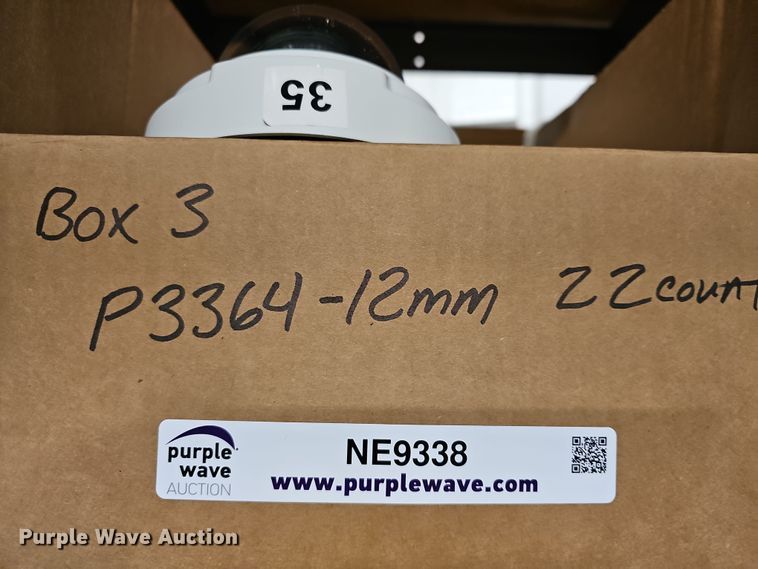 35
Box 3
P3364-12mm 22 count
purple
wave
AUCTION
NE9338
www.purplewave.com
Purple Wave Auction